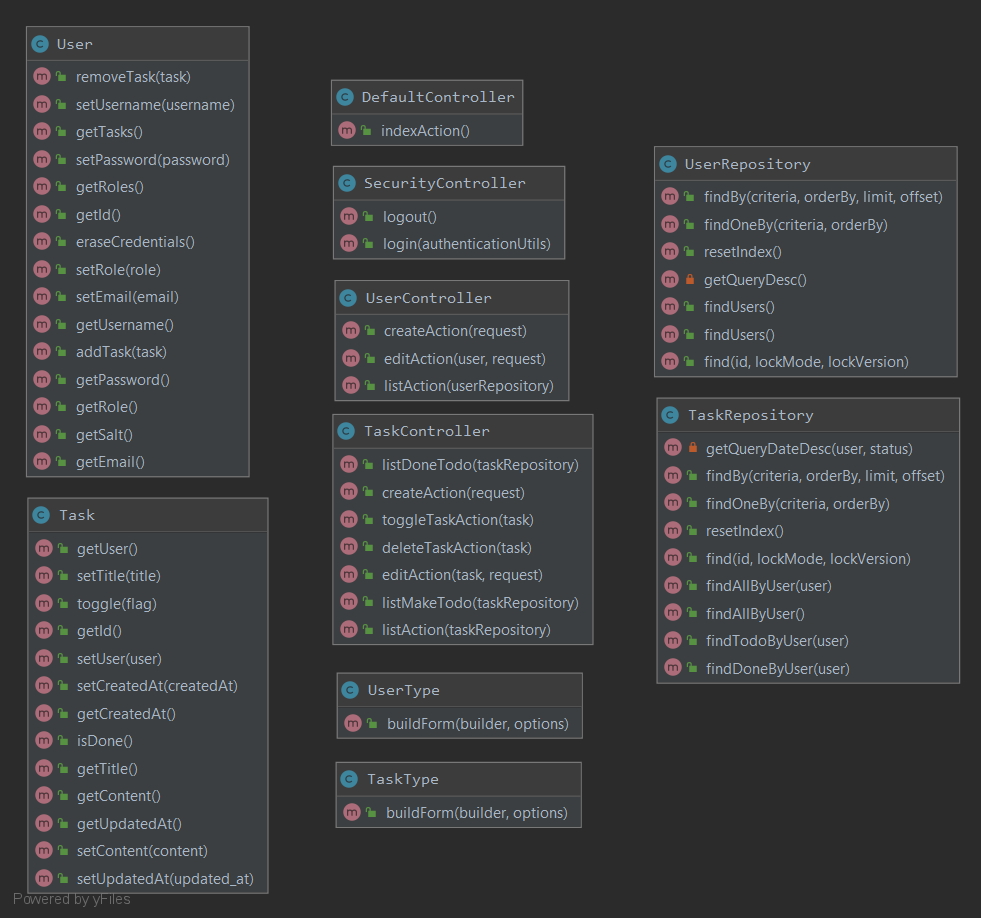 User
removeTask(task)
setUsername(username)
getTasks()
setPassword(password)
getRoles()
getId()
eraseCredentials()
setRole(role)
setEmail(email)
getUsername()
addTask(task)
getPassword()
getRole()
getSalt()
getEmail()
Task
getUser()
setTitle(title)
toggle(flag)
getId()
setUser(user)
setCreatedAt(createdAt)
getCreatedAt()
isDone()
getTitle()
getContent()
getUpdatedAt()
setContent(content)
setUpdatedAt(updated_at)
DefaultController
indexAction()
SecurityController
logout()
login(authenticationUtils)
UserController
createAction(request)
editAction(user, request)
listAction(userRepository)
TaskController
listDoneTodo(taskRepository)
createAction(request)
toggleTaskAction(task)
deleteTaskAction(task)
editAction(task, request)
listMakeTodo(taskRepository)
listAction(taskRepository)
UserType
buildForm(builder, options)
TaskType
buildForm(builder, options)
UserRepository
findBy(criteria, orderBy, limit, offset)
findOneBy(criteria, orderBy)
resetIndex()
getQueryDesc()
findUsers()
findUsers()
find(id, lockMode, lockVersion)
TaskRepository
getQueryDateDesc(user, status)
findBy(criteria, orderBy, limit, offset)
findOneBy(criteria, orderBy)
resetIndex()
find(id, lockMode, lockVersion)
findAllByUser(user)
findAllByUser()
findTodoByUser(user)
findDoneByUser(user)
Powered by yFiles